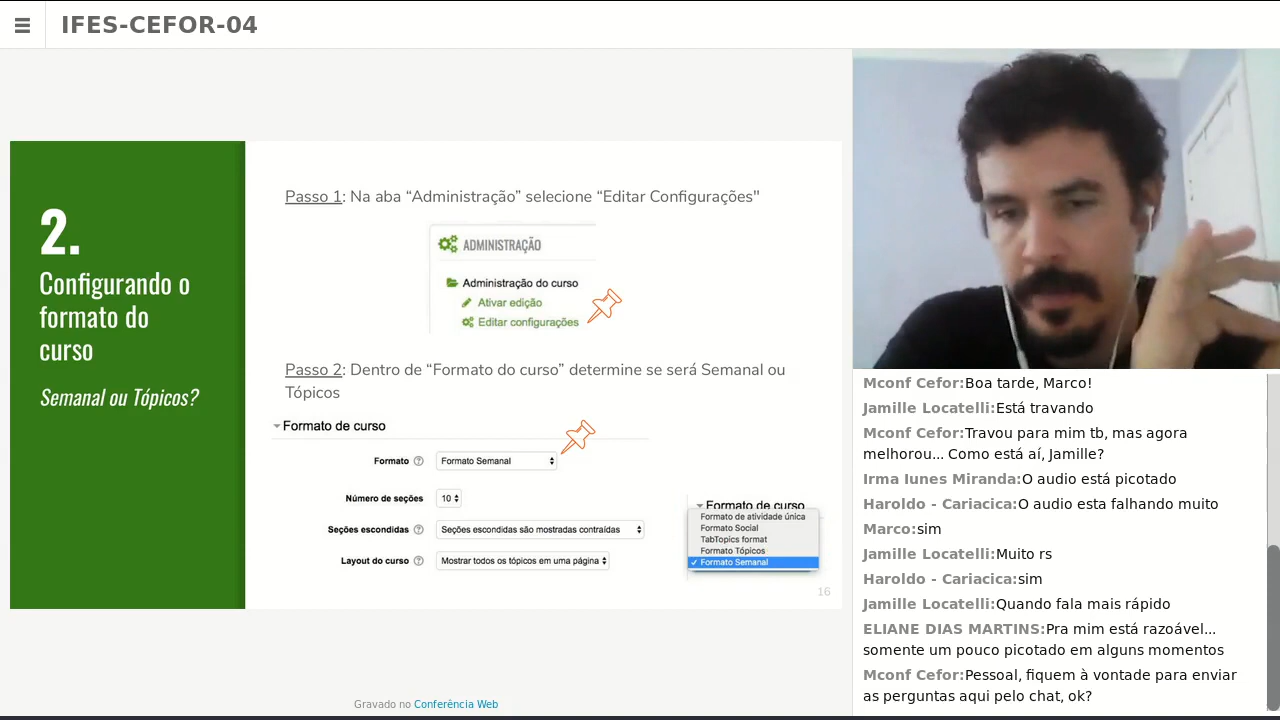 IFES-CEFOR-04
2.
Configurando o
formato do
curso
Semanal ou Tópicos?
Passo 1: Na aba “Administração” selecione “Editar Configurações"
ADMINISTRAÇÃO
Administração do curso
Ativar edição
Editar configurações
Passo 2: Dentro de “Formato do curso” determine se será Semanal ou
Tópicos
Formato de curso
Formato Formato Semanal
Número de seções 10
Seções escondidas Seções escondidas são mostradas contraídas
Layout do curso Mostrar todos os tópicos em uma página
Formato de curso
Formato de atividade única
Formato Social
TabTopics format
Formato Tópicos
✓ Formato Semanal
16
Gravado no Conferência Web
Mconf Cefor:Boa tarde, Marco!
Jamille Locatelli:Está travando
Mconf Cefor:Travou para mim tb, mas agora
melhorou... Como está aí, Jamille?
Irma Iunes Miranda:O audio está picotado
Haroldo - Cariacica:O audio esta falhando muito
Marco:sim
Jamille Locatelli:Muito rs
Haroldo - Cariacica:sim
Jamille Locatelli:Quando fala mais rápido
ELIANE DIAS MARTINS:Pra mim está razoável...
somente um pouco picotado em alguns momentos
Mconf Cefor:Pessoal, fiquem à vontade para enviar
as perguntas aqui pelo chat, ok?